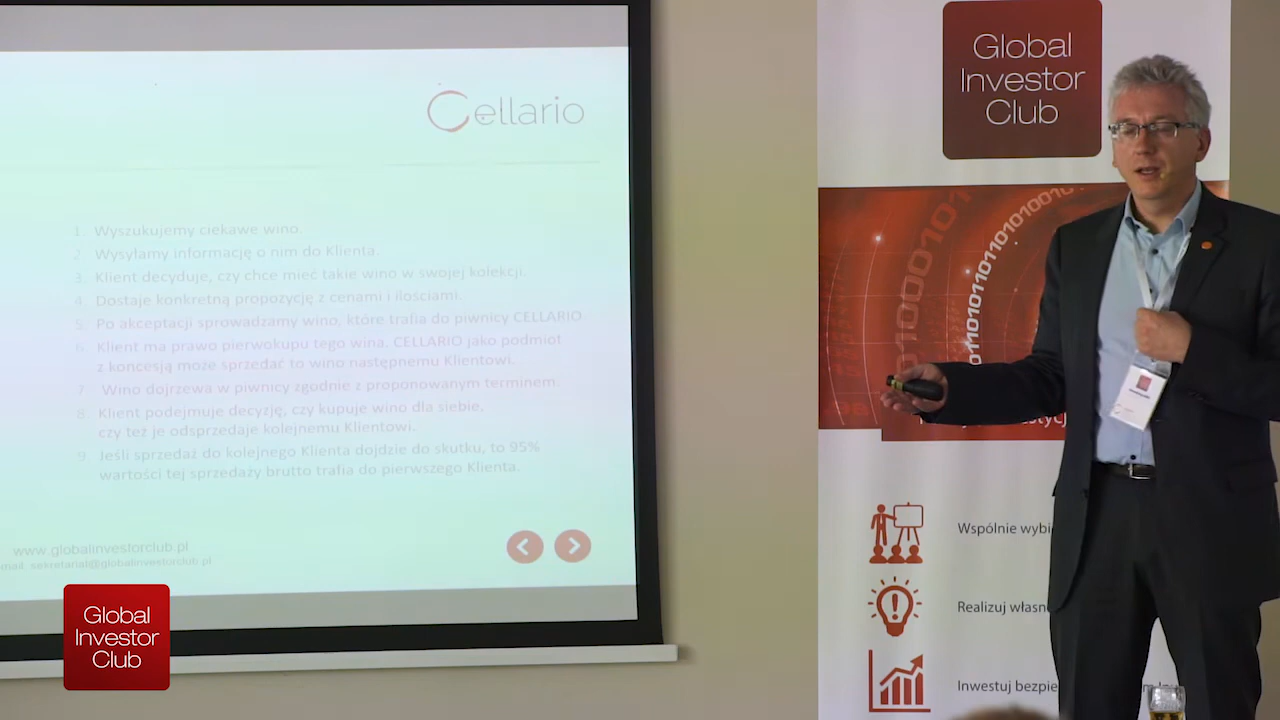 Cellario
1. Wyszukujemy ciekawe wino.
2. Wysyłamy informację o nim do Klienta.
3. Klient decyduje, czy chce mieć takie wino w swojej kolekcji.
4. Dostaje konkretną propozycję z cenami i ilościami.
5. Po akceptacji sprowadzamy wino, które trafia do piwnicy CELLARIO
6. Klient ma prawo pierwokupu tego wina. CELLARIO jako podmiot
z koncesją może sprzedać to wino następnemu Klientowi.
7. Wino dojrzewa w piwnicy zgodnie z proponowanym terminem
8. Klient podejmuje decyzję, czy kupuje wino dla siebie,
czy też je odsprzedaje kolejnemu Klientowi.
9. Jeśli sprzedaż do kolejnego Klienta dojdzie do skutku, to 95%
wartości tej sprzedaży brutto trafia do pierwszego Klienta.
www.globalinvestorclub.pl
mail: sekretariat@globalinvestorclub.pl
Global
Investor
Club
Global
Investor
Club
Wspólnie wybi
Realizuj własn
Inwestuj bezpie